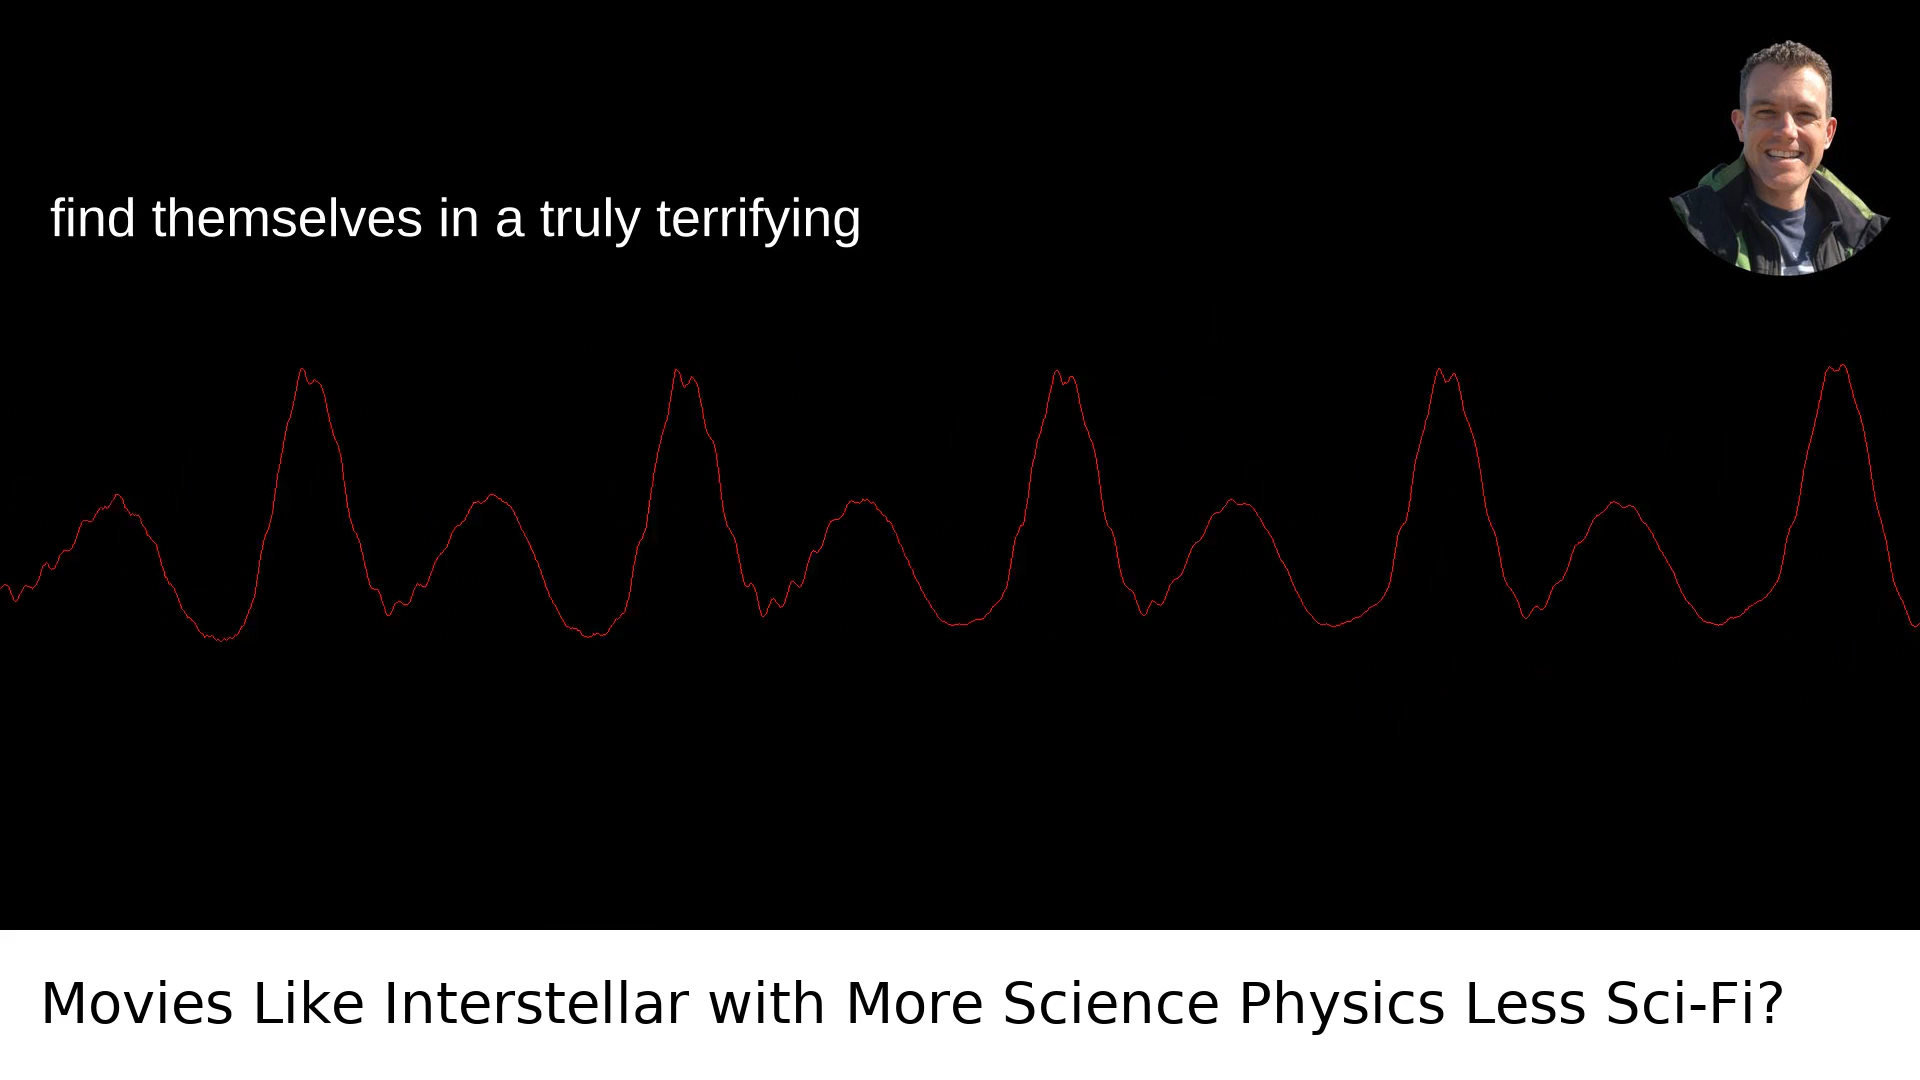 find themselves in a truly terrifying
Movies Like Interstellar with More Science Physics Less Sci-Fi?